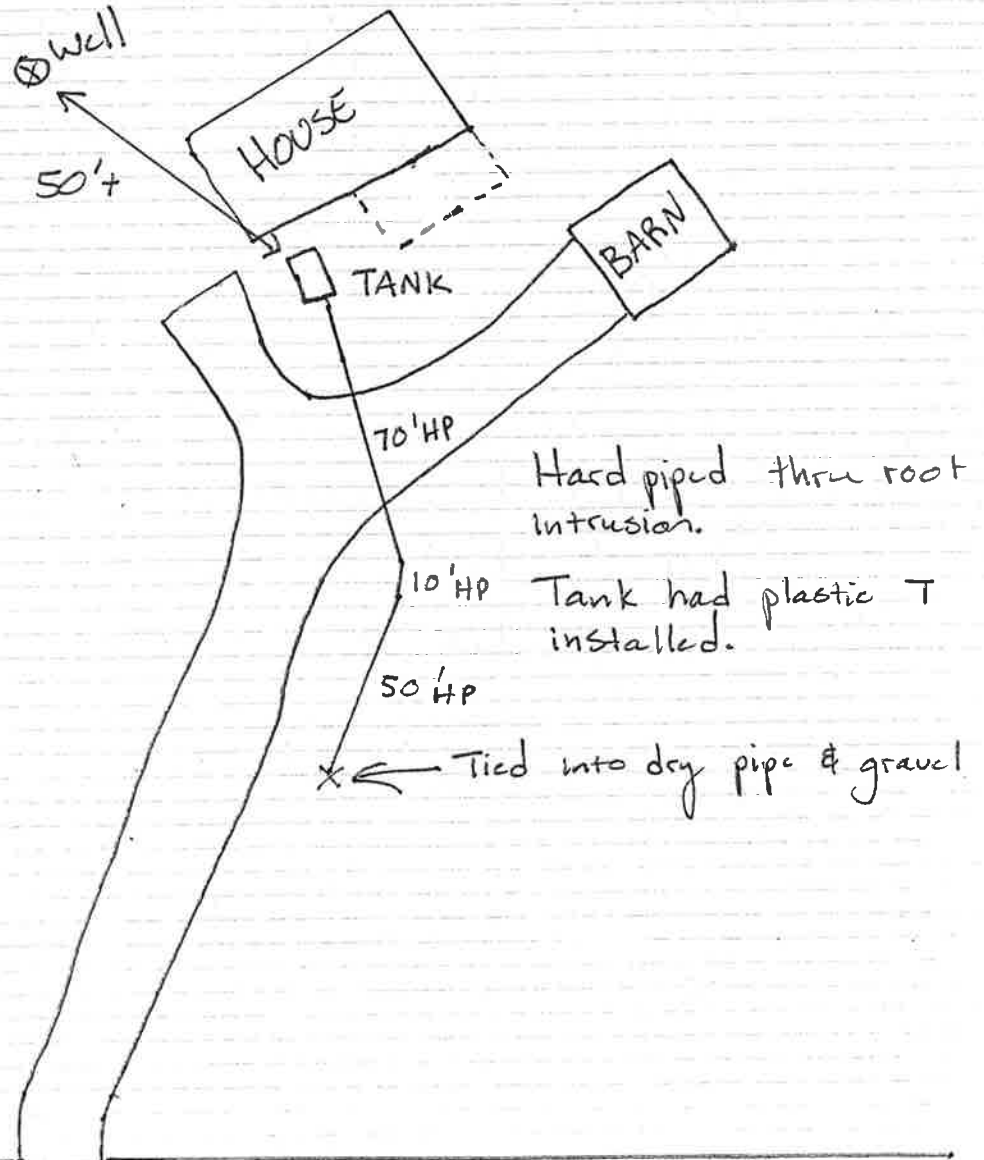 Well
50'+
HOUSE
BARN
TANK
70' HP
Hard piped thru root
intrusion.
10' HP
Tank had plastic T
installed.
50' HP
Tied into dry pipe & gravel